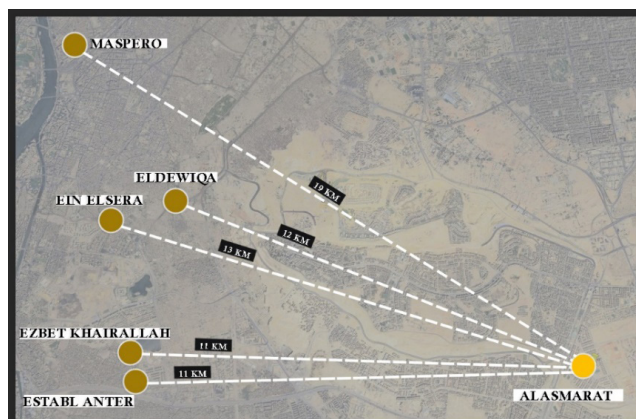 MASPERO
ELDEWIQA
EIN ELSERA
19 KM
12 KM
13 KM
EZBET KHAIRALLAH
11 KM
11 KM
ESTABL ANTER
ALASMARAT